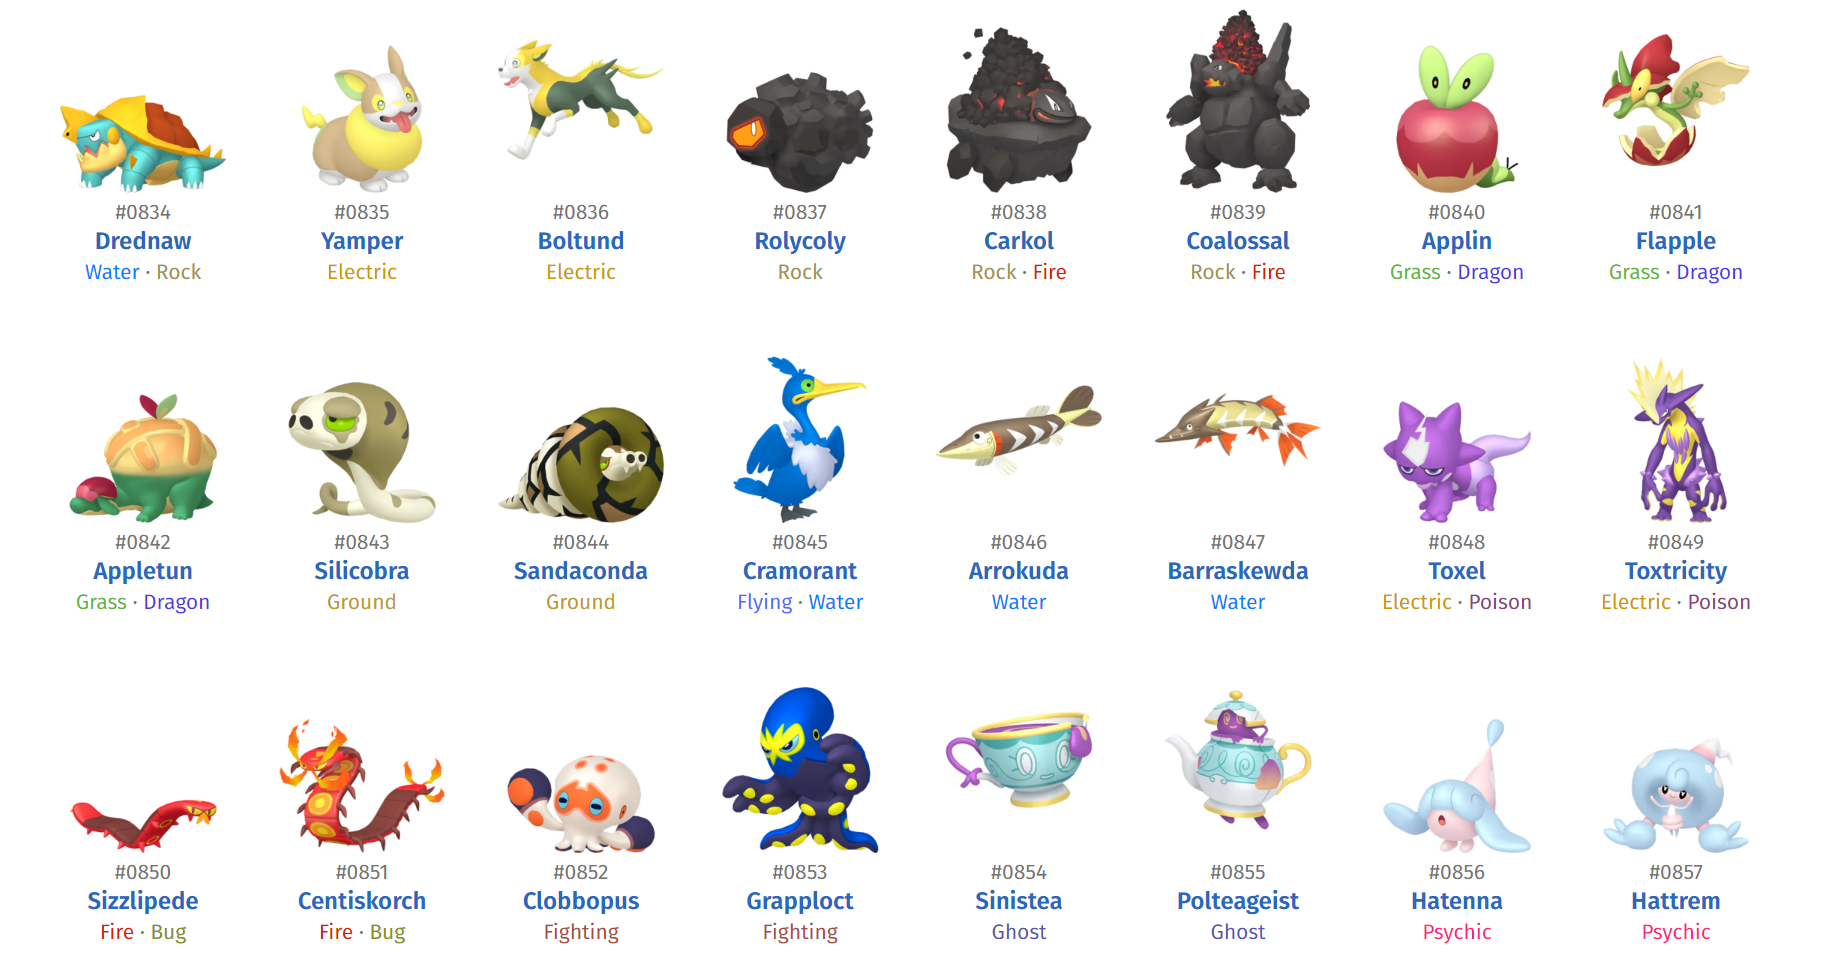 #0834 #0835 #0836 #0837 #0838 #0839 #0840 #0841
Drednaw Yamper Boltund Rolycoly Carkol Coalossal Applin Flapple
Water · Rock Electric Electric Rock Rock · Fire Rock · Fire Grass · Dragon Grass · Dragon
#0842 #0843 #0844 #0845 #0846 #0847 #0848 #0849
Appletun Silicobra Sandaconda Cramorant Arrokuda Barraskewda Toxel Toxtricity
Grass · Dragon Ground Ground Flying · Water Water Water Electric · Poison Electric · Poison
#0850 #0851 #0852 #0853 #0854 #0855 #0856 #0857
Sizzlipede Centiskorch Clobbopus Grapploct Sinistea Polteageist Hatenna Hattrem
Fire · Bug Fire · Bug Fighting Fighting Ghost Ghost Psychic Psychic